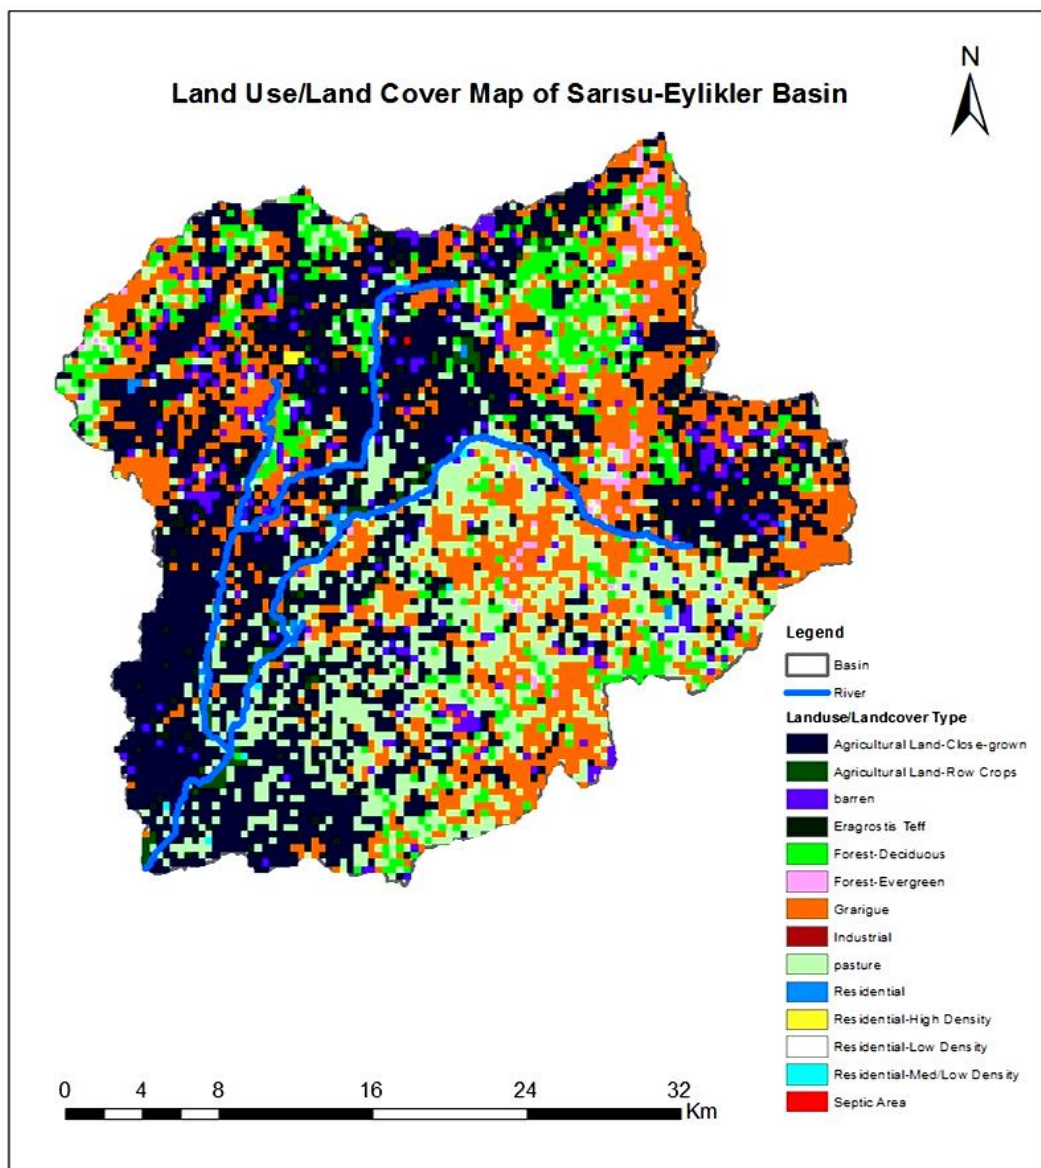 N
Land Use/Land Cover Map of Sarısu-Eylikler Basin
Legend
Basin
River
Landuse/Landcover Type
Agricultural Land-Close-grown
Agricultural Land-Row Crops
barren
Eragrostis Teff
Forest-Deciduous
Forest-Evergreen
Grarigue
Industrial
pasture
Residential
Residential-High Density
Residential-Low Density
Residential-Med/Low Density
Septic Area
0 4 8 16 24 32
Km